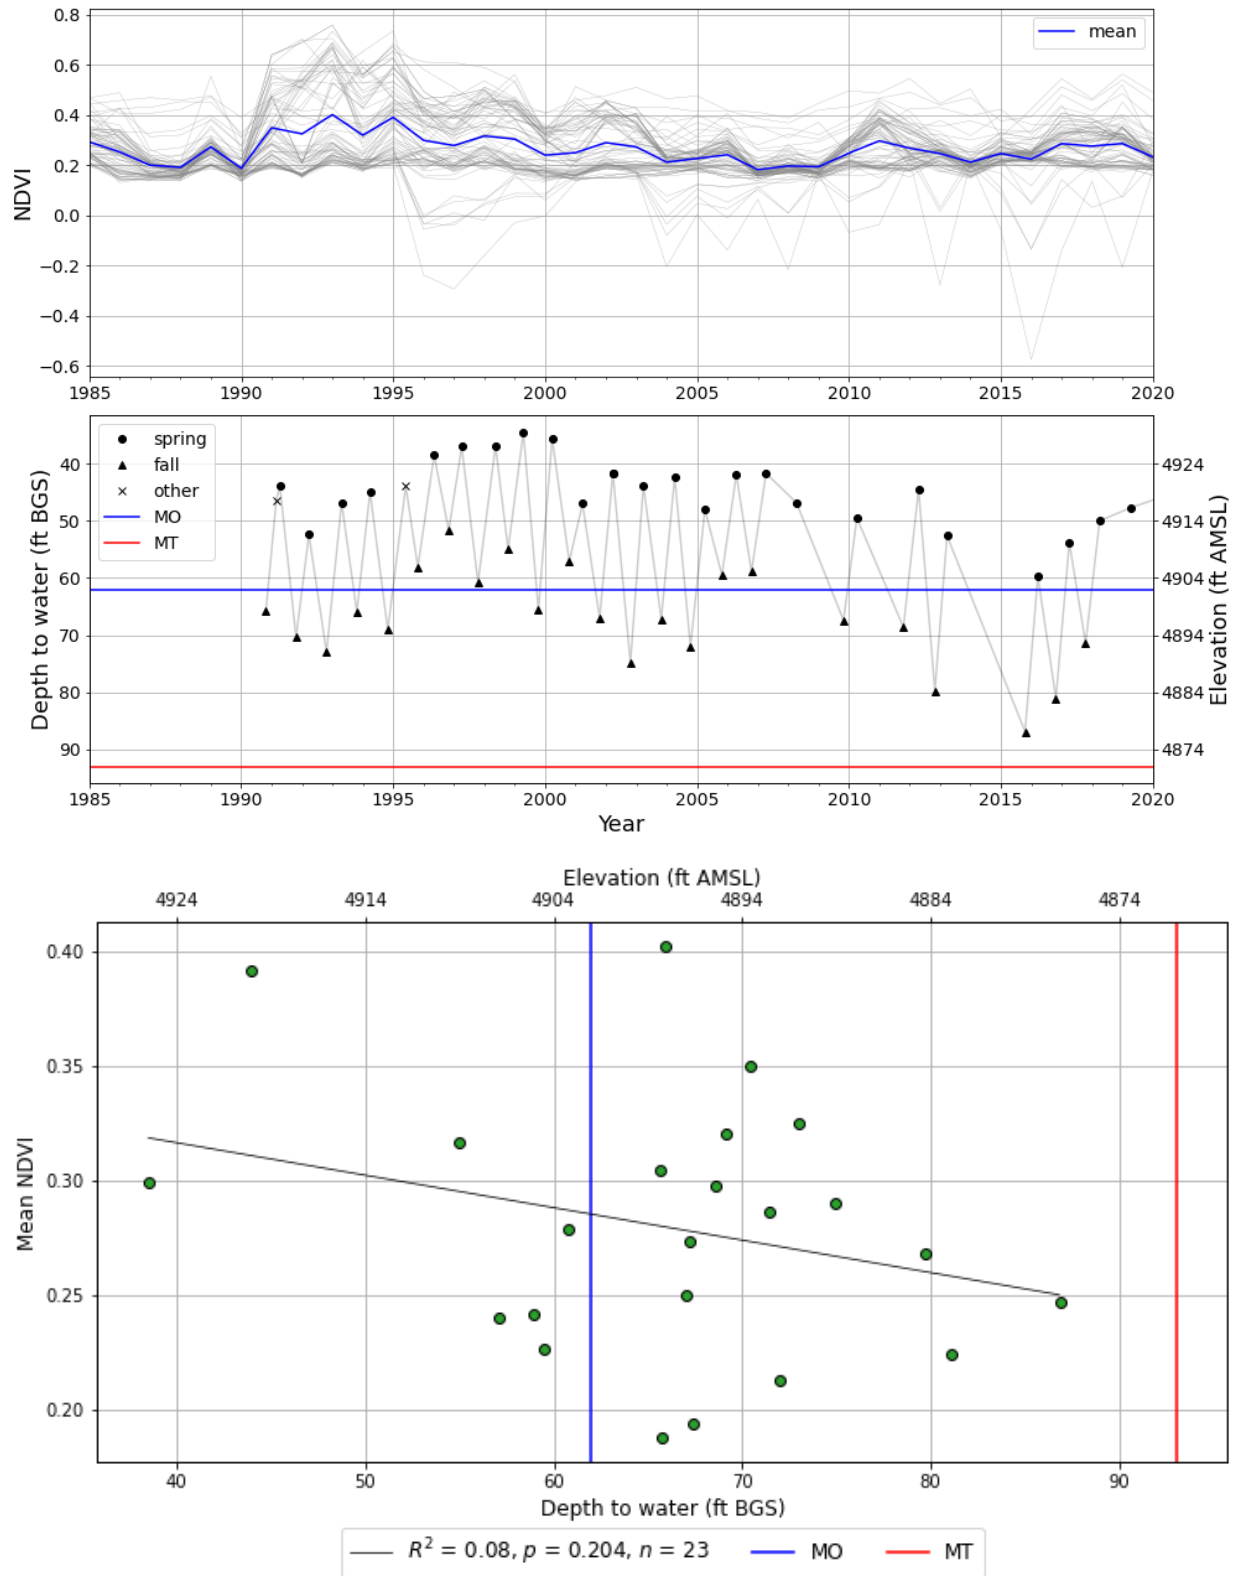 0.8
0.6
0.4
0.2
0.0
−0.2
−0.4
−0.6
NDVI
mean
1985 1990 1995 2000 2005 2010 2015 2020
spring
fall
other
MO
MT
40
50
60
70
80
90
Depth to water (ft BGS)
4924
4914
4904
4894
4884
4874
Elevation (ft AMSL)
1985 1990 1995 2000 2005 2010 2015 2020
Year
Elevation (ft AMSL)
4924 4914 4904 4894 4884 4874
0.40
0.35
0.30
0.25
0.20
Mean NDVI
40 50 60 70 80 90
Depth to water (ft BGS)
R² = 0.08, p = 0.204, n = 23 MO MT